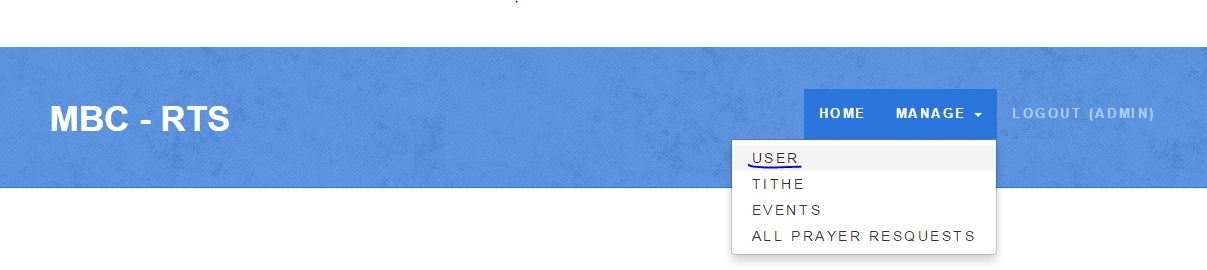 MBC - RTS
HOME MANAGE LOGOUT (ADMIN)
USER
TITHE
EVENTS
ALL PRAYER RESQUESTS